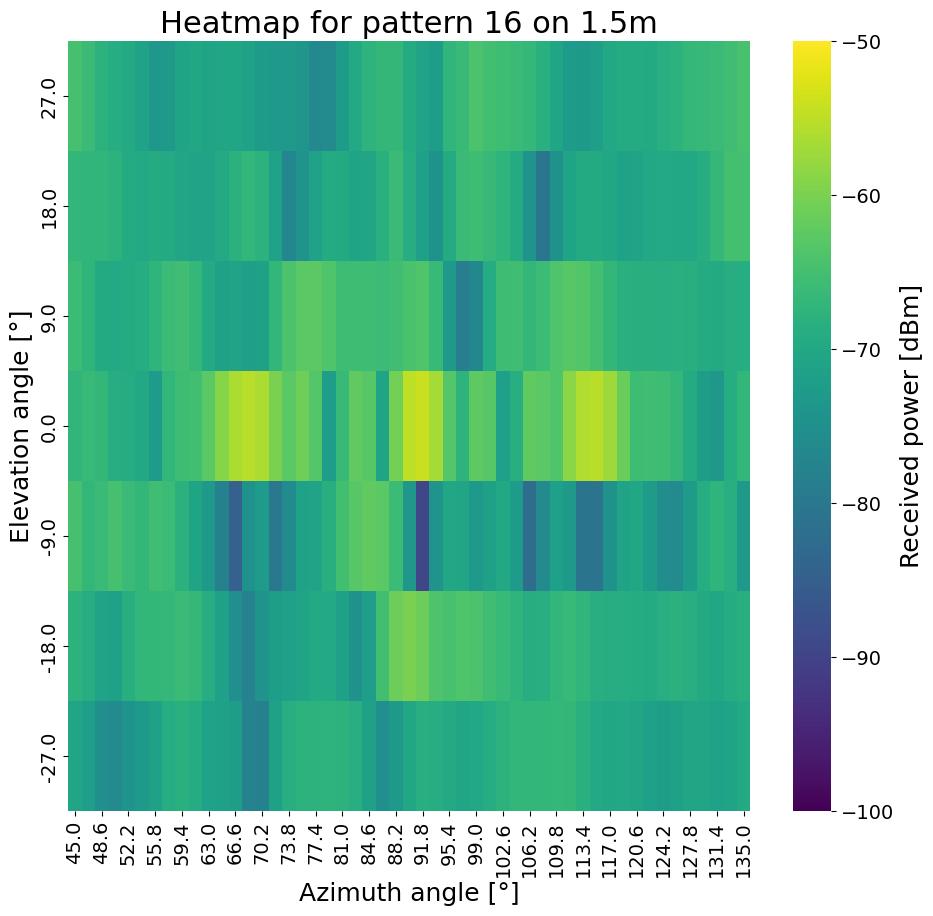 Heatmap for pattern 16 on 1.5m
Elevation angle [°]
27.0
18.0
9.0
0.0
-9.0
-18.0
-27.0
45.0 48.6 52.2 55.8 59.4 63.0 66.6 70.2 73.8 77.4 81.0 84.6 88.2 91.8 95.4 99.0 102.6 106.2 109.8 113.4 117.0 120.6 124.2 127.8 131.4 135.0
Azimuth angle [°]
−50
−60
−70
−80
−90
−100
Received power [dBm]